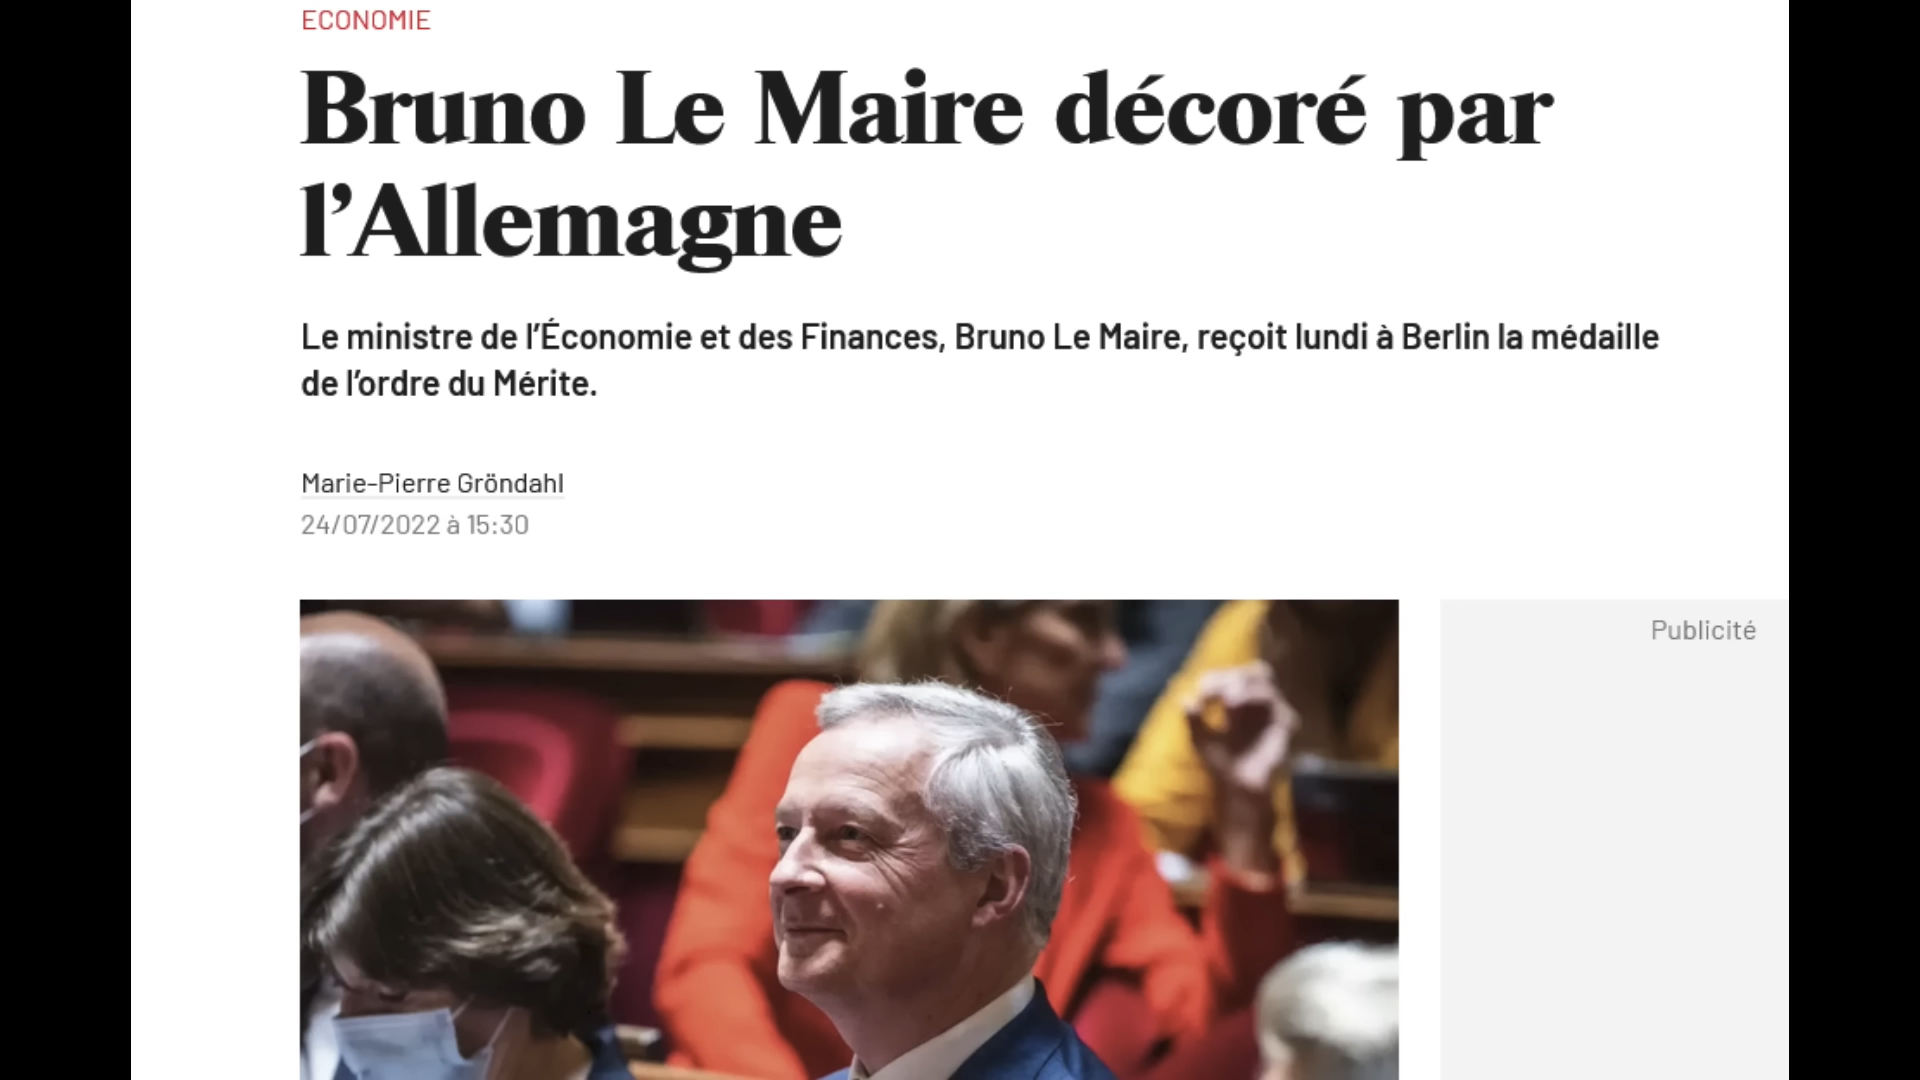 ECONOMIE
Bruno Le Maire décoré par
l’Allemagne
Le ministre de l’Économie et des Finances, Bruno Le Maire, reçoit lundi à Berlin la médaille
de l’ordre du Mérite.
Marie-Pierre Gröndahl
24/07/2022 à 15:30
Publicité